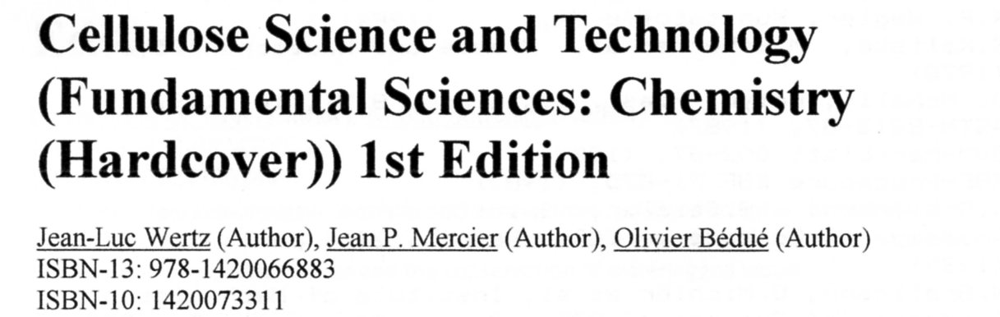 Cellulose Science and Technology
(Fundamental Sciences: Chemistry
(Hardcover)) 1st Edition
Jean-Luc Wertz (Author), Jean P. Mercier (Author), Olivier Bédué (Author)
ISBN-13: 978-1420066883
ISBN-10: 1420073311